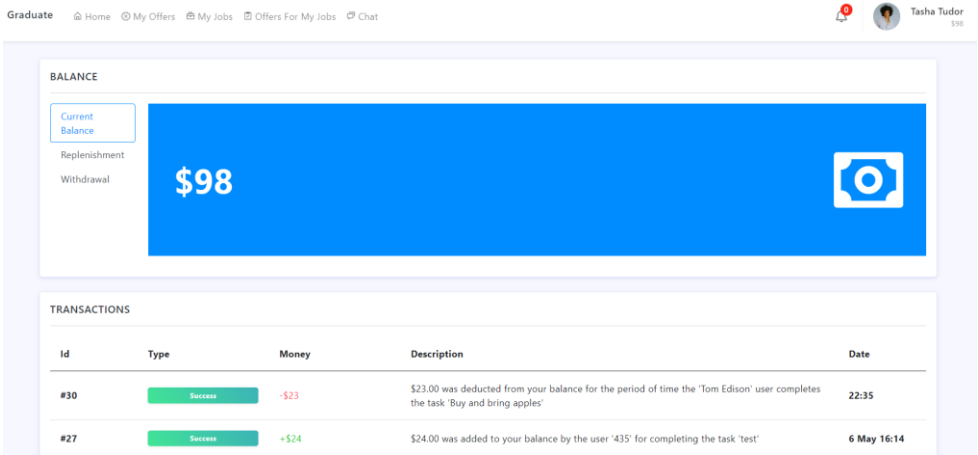 Graduate Home My Offers My Jobs Offers For My Jobs Chat 0 Tasha Tudor
$98
BALANCE
Current
Balance
Replenishment
Withdrawal
$98
TRANSACTIONS
Id Type Money Description Date
#30 Success -$23 $23.00 was deducted from your balance for the period of time the 'Tom Edison' user completes
the task 'Buy and bring apples' 22:35
#27 Success +$24 $24.00 was added to your balance by the user '435' for completing the task 'test' 6 May 16:14